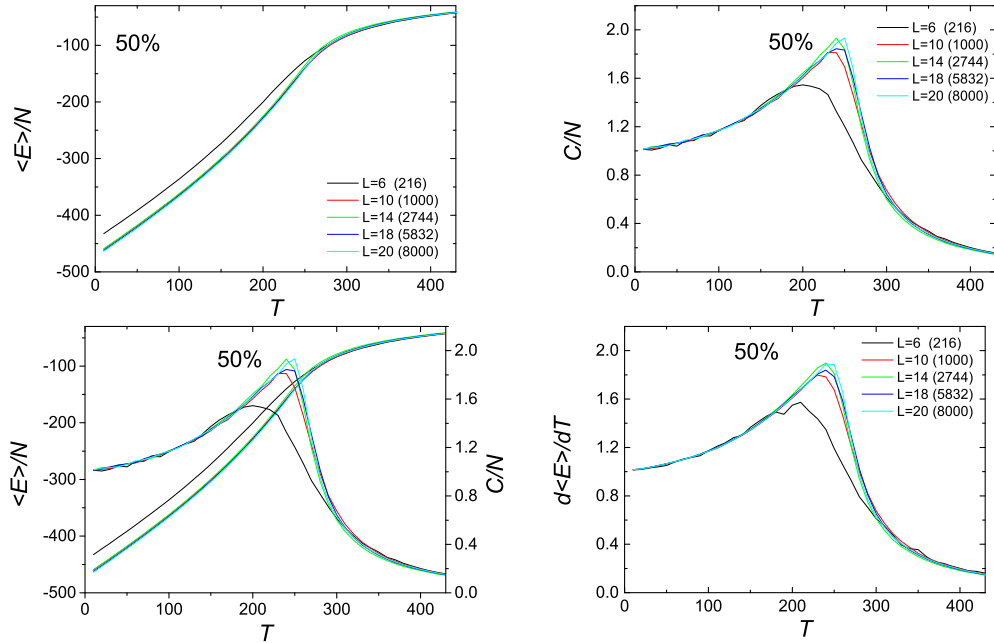 50%
<E>/N
-100
-200
-300
-400
-500
0 100 200 300 400
T
L=6 (216)
L=10 (1000)
L=14 (2744)
L=18 (5832)
L=20 (8000)
50%
C/N
2.0
1.6
1.2
0.8
0.4
0.0
0 100 200 300 400
T
L=6 (216)
L=10 (1000)
L=14 (2744)
L=18 (5832)
L=20 (8000)
50%
<E>/N
-100
-200
-300
-400
-500
0 100 200 300 400
T
2.0
1.6
1.2
0.8
0.4
0.0
C/N
50%
d<E>/dT
2.0
1.6
1.2
0.8
0.4
0.0
0 100 200 300 400
T
L=6 (216)
L=10 (1000)
L=14 (2744)
L=18 (5832)
L=20 (8000)